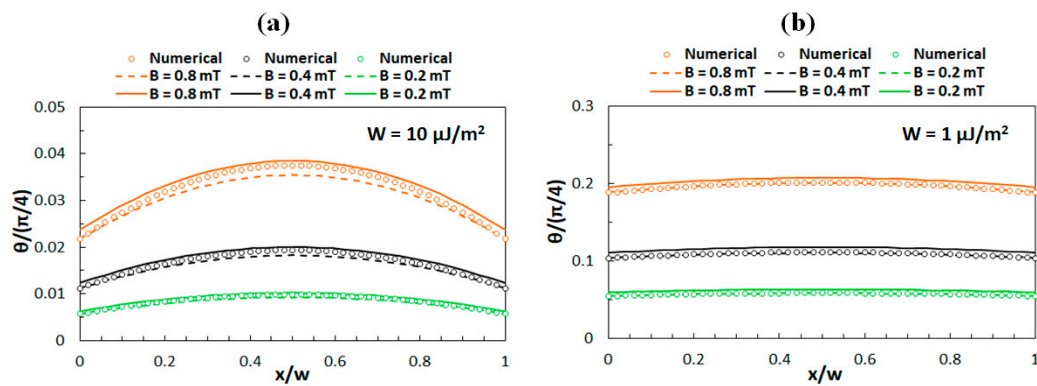 (a)
Numerical Numerical Numerical
B = 0.8 mT B = 0.4 mT B = 0.2 mT
B = 0.8 mT B = 0.4 mT B = 0.2 mT
0.05
W = 10 µJ/m²
0.04
0.03
θ/(π/4)
0.02
0.01
0
0 0.2 0.4 0.6 0.8 1
x/w
(b)
Numerical Numerical Numerical
B = 0.8 mT B = 0.4 mT B = 0.2 mT
B = 0.8 mT B = 0.4 mT B = 0.2 mT
0.3
W = 1 µJ/m²
0.2
θ/(π/4)
0.1
0
0 0.2 0.4 0.6 0.8 1
x/w